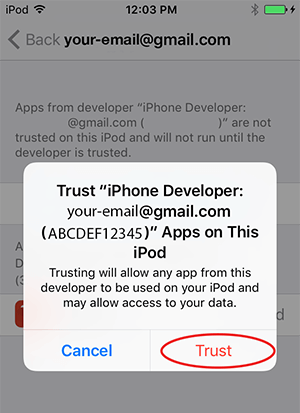 iPod 12:03 PM
Back your-email@gmail.com
Apps from developer “iPhone Developer:
@gmail.com ( )” are not
trusted on this iPod and will not run until the
developer is trusted.
Trust “iPhone Developer:
your-email@gmail.com
(ABCDEF12345)” Apps on This
iPod
Trusting will allow any app from this
developer to be used on your iPod and
may allow access to your data.
Cancel Trust